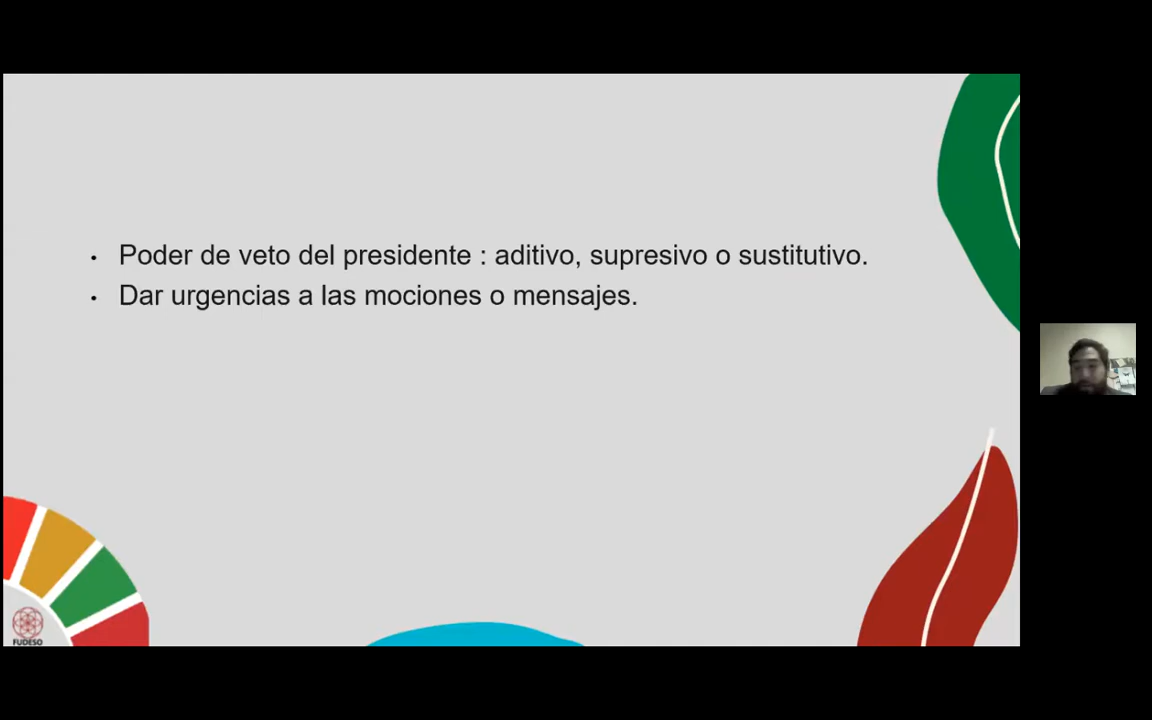 • Poder de veto del presidente : aditivo, supresivo o sustitutivo.
• Dar urgencias a las mociones o mensajes.
FUDESO